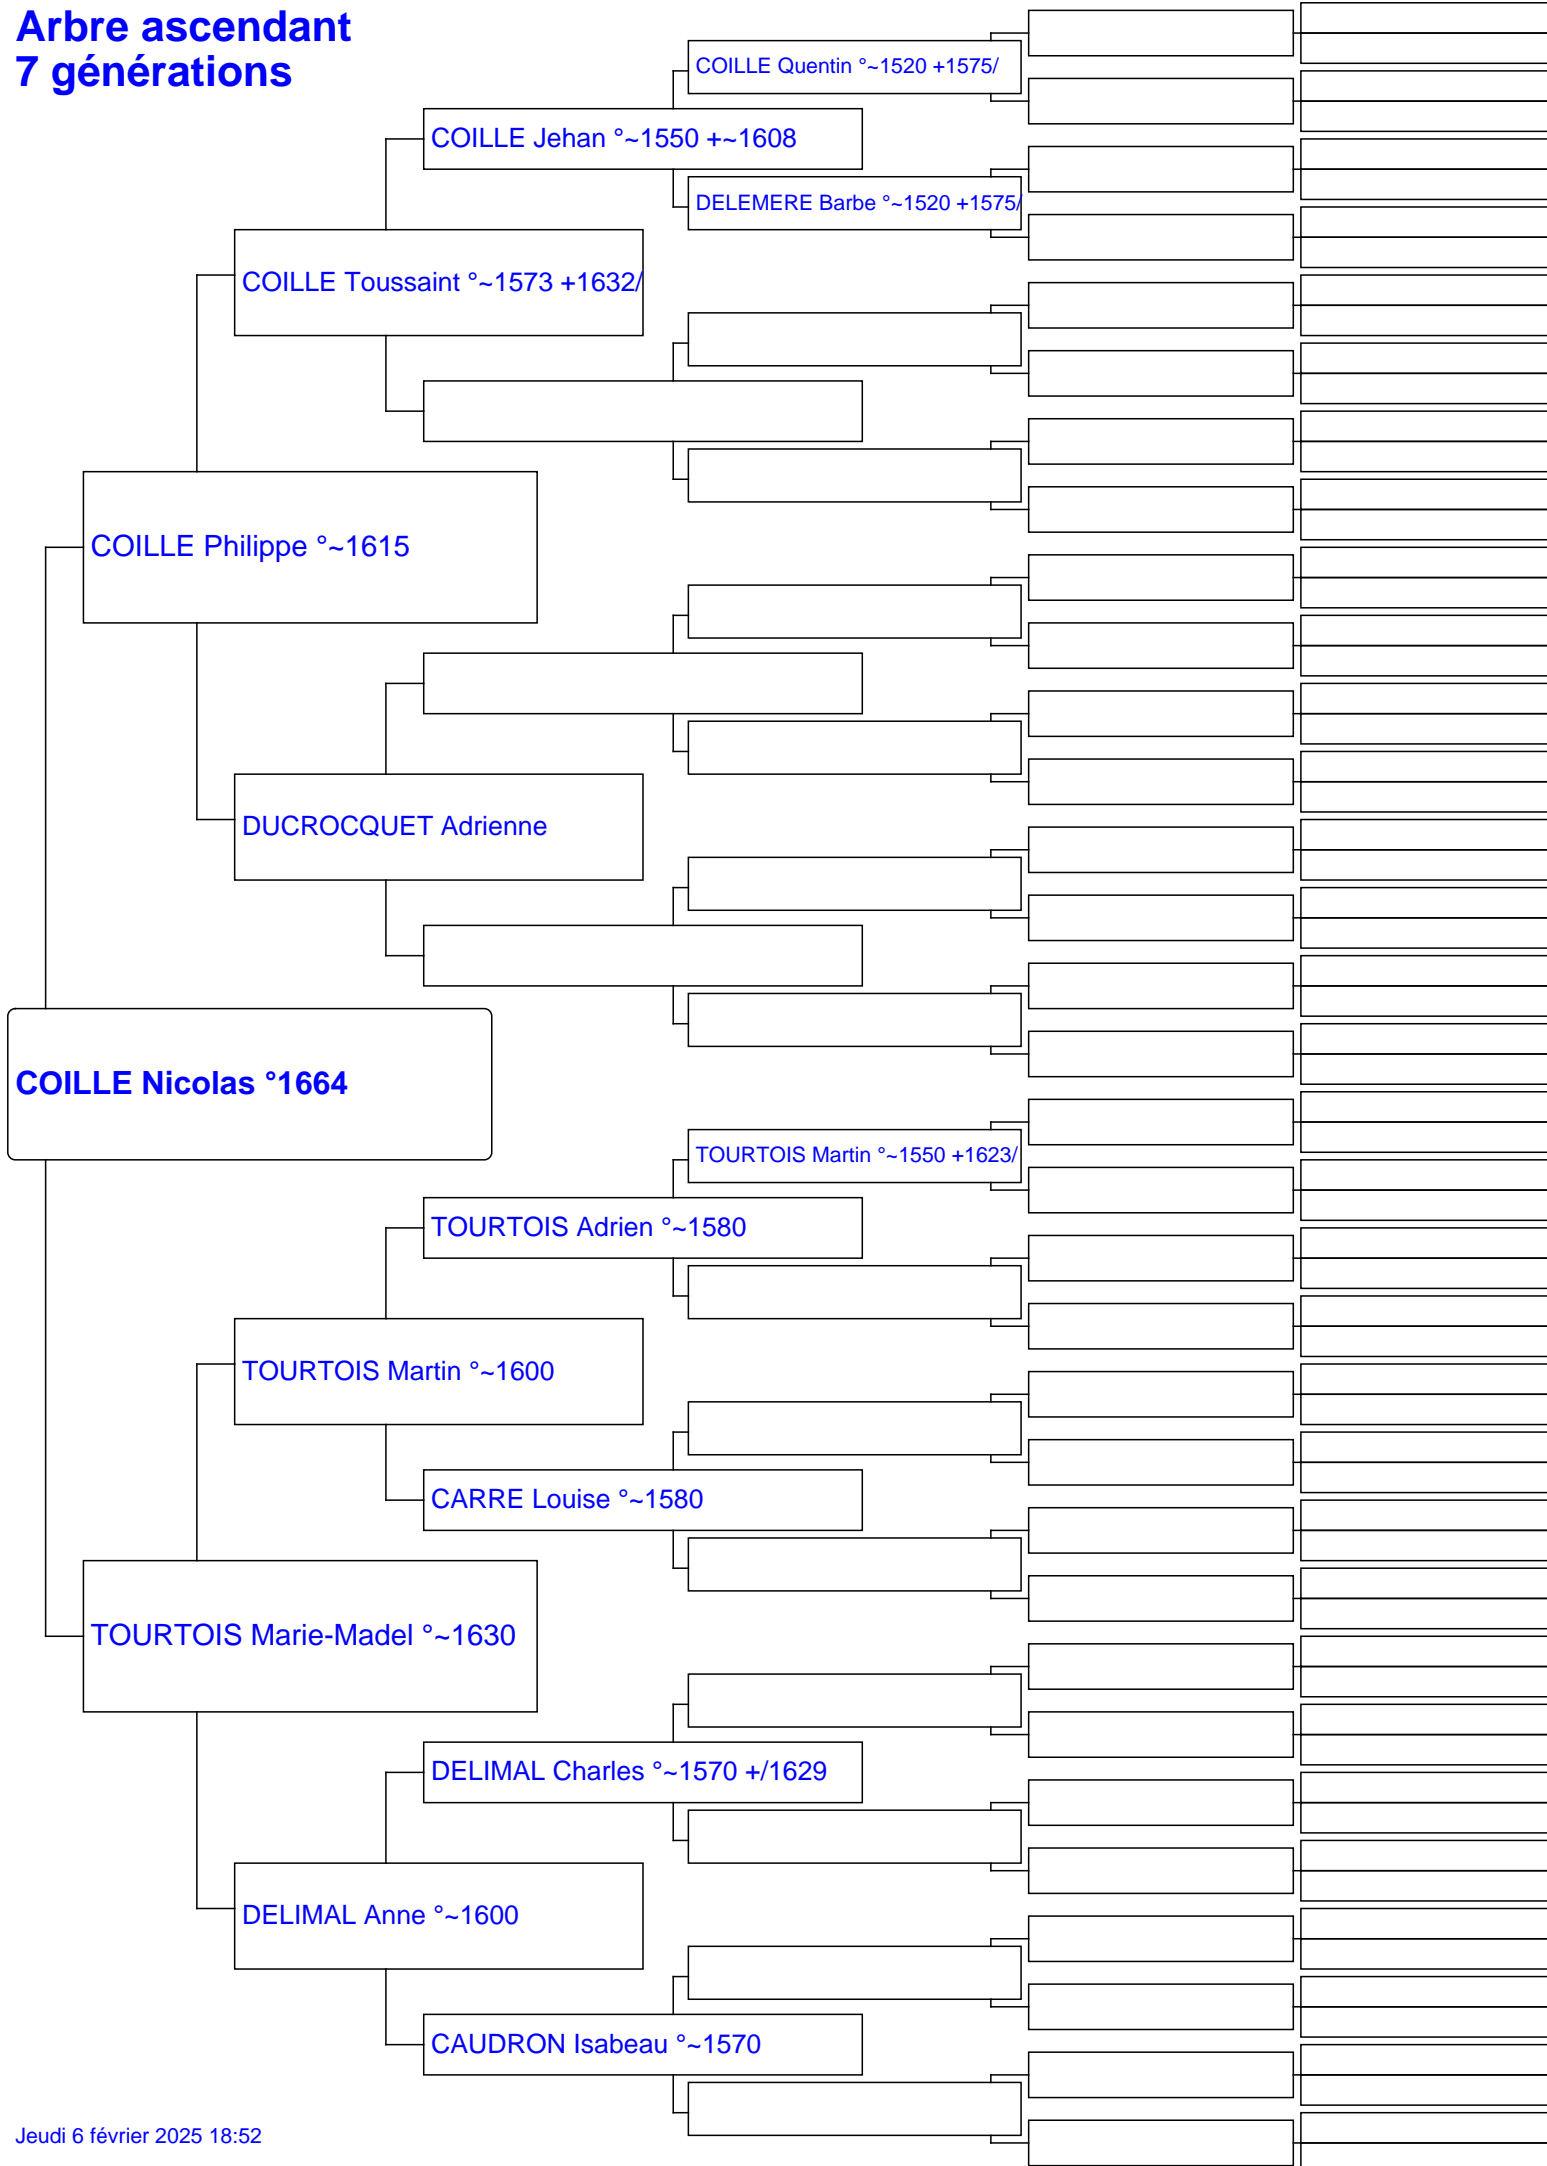 Arbre ascendant
7 générations
COILLE Quentin °~1520 +1575/
COILLE Jehan °~1550 +~1608
DELEMERE Barbe °~1520 +1575/
COILLE Toussaint °~1573 +1632/
COILLE Philippe °~1615
DUCROCQUET Adrienne
COILLE Nicolas °1664
TOURTOIS Martin °~1550 +1623/
TOURTOIS Adrien °~1580
TOURTOIS Martin °~1600
CARRE Louise °~1580
TOURTOIS Marie-Madel °~1630
DELIMAL Charles °~1570 +/1629
DELIMAL Anne °~1600
CAUDRON Isabeau °~1570
Jeudi 6 février 2025 18:52